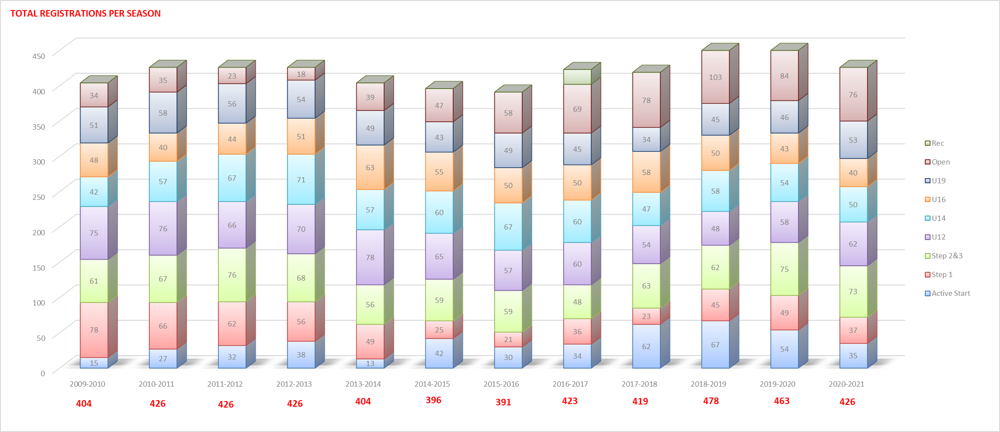 TOTAL REGISTRATIONS PER SEASON
450
400
350
300
250
200
150
100
50
0
34 35 23 18 39 47 58 69 78 103 84 76
51 58 56 54 49 43 49 45 34 45 46 53
48 40 44 51 63 55 50 50 58 50 43 40
42 57 67 71 57 60 67 60 47 58 54 50
75 76 66 70 78 65 57 60 54 48 58 62
61 67 76 68 56 59 59 48 63 62 75 73
78 66 62 56 49 25 21 36 23 45 49 37
15 27 32 38 13 42 30 34 62 67 54 35
2009-2010 2010-2011 2011-2012 2012-2013 2013-2014 2014-2015 2015-2016 2016-2017 2017-2018 2018-2019 2019-2020 2020-2021
404 426 426 426 404 396 391 423 419 478 463 426
Rec
Open
U19
U16
U14
U12
Step 2&3
Step 1
Active Start